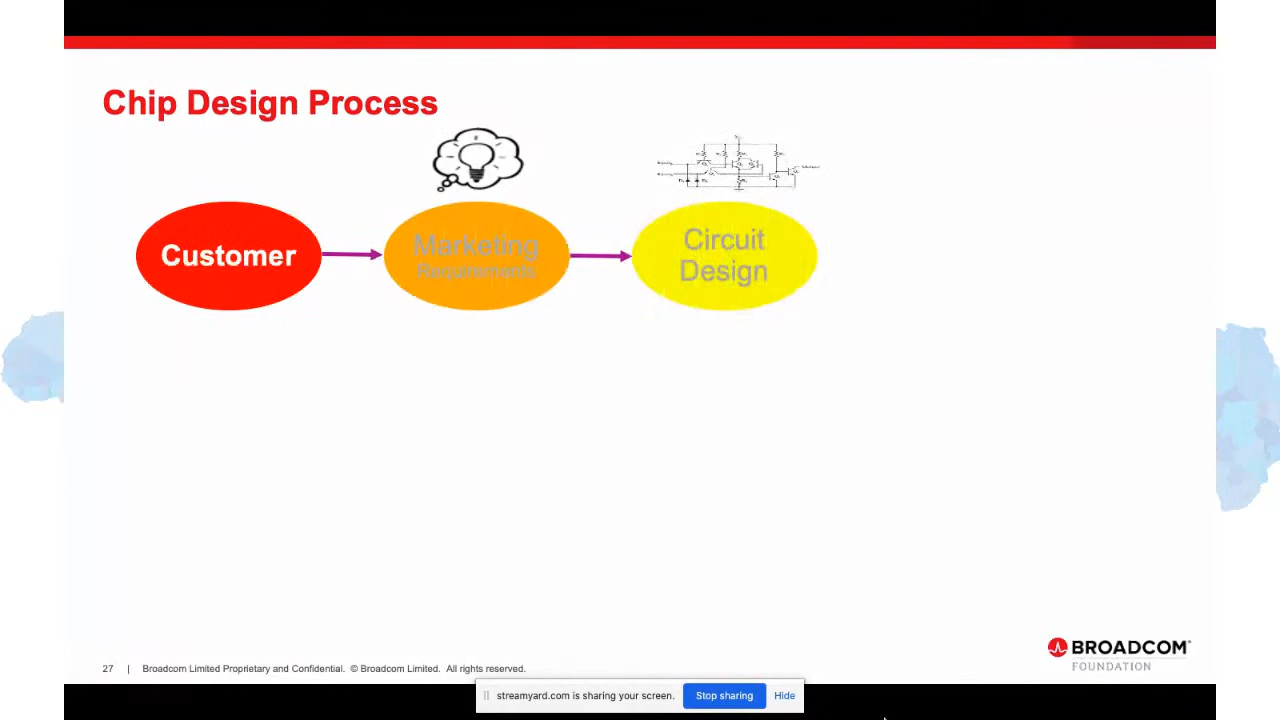 Chip Design Process
Customer
Marketing
Requirements
Circuit
Design
27 | Broadcom Limited Proprietary and Confidential. © Broadcom Limited. All rights reserved.
BROADCOM
FOUNDATION
streamyard.com is sharing your screen. Stop sharing Hide